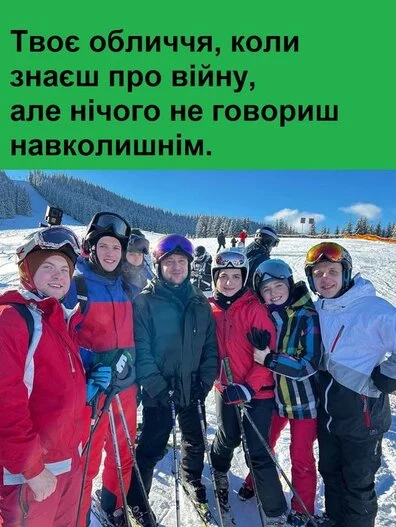 Твоє обличчя, коли
знаєш про війну,
але нічого не говориш
навколишнім.